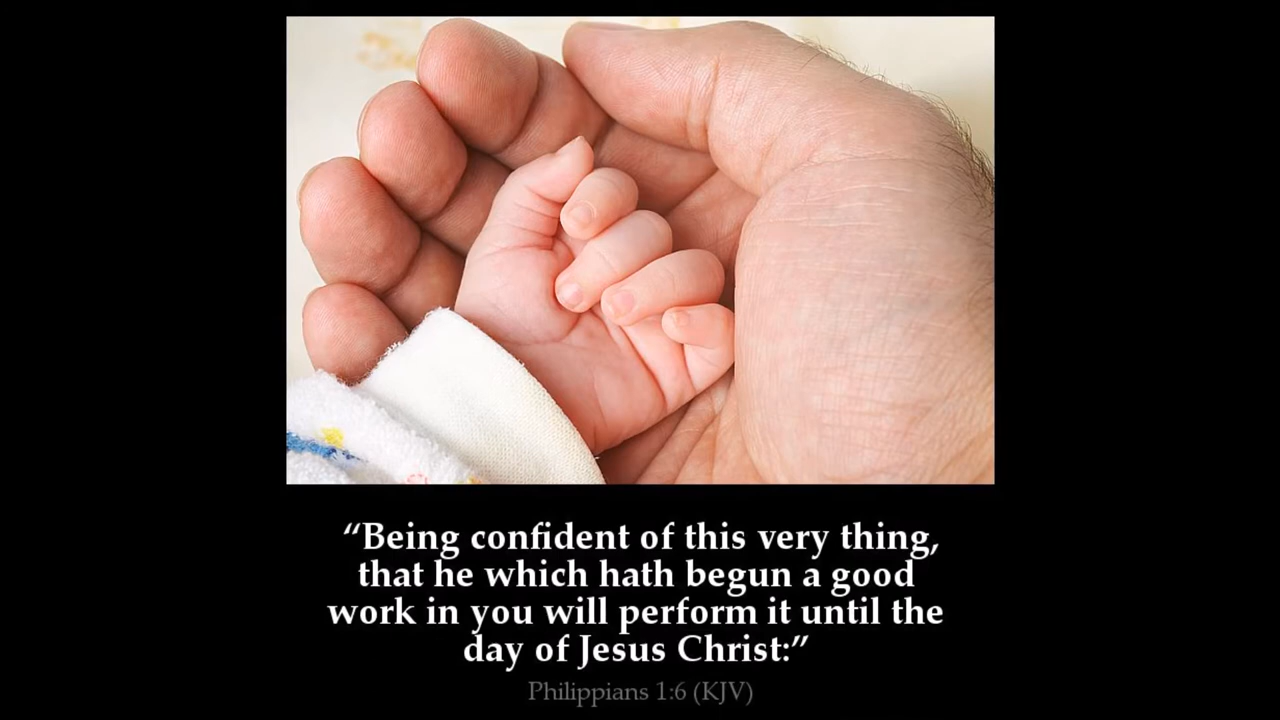 “Being confident of this very thing,
that he which hath begun a good
work in you will perform it until the
day of Jesus Christ:”
Philippians 1:6 (KJV)